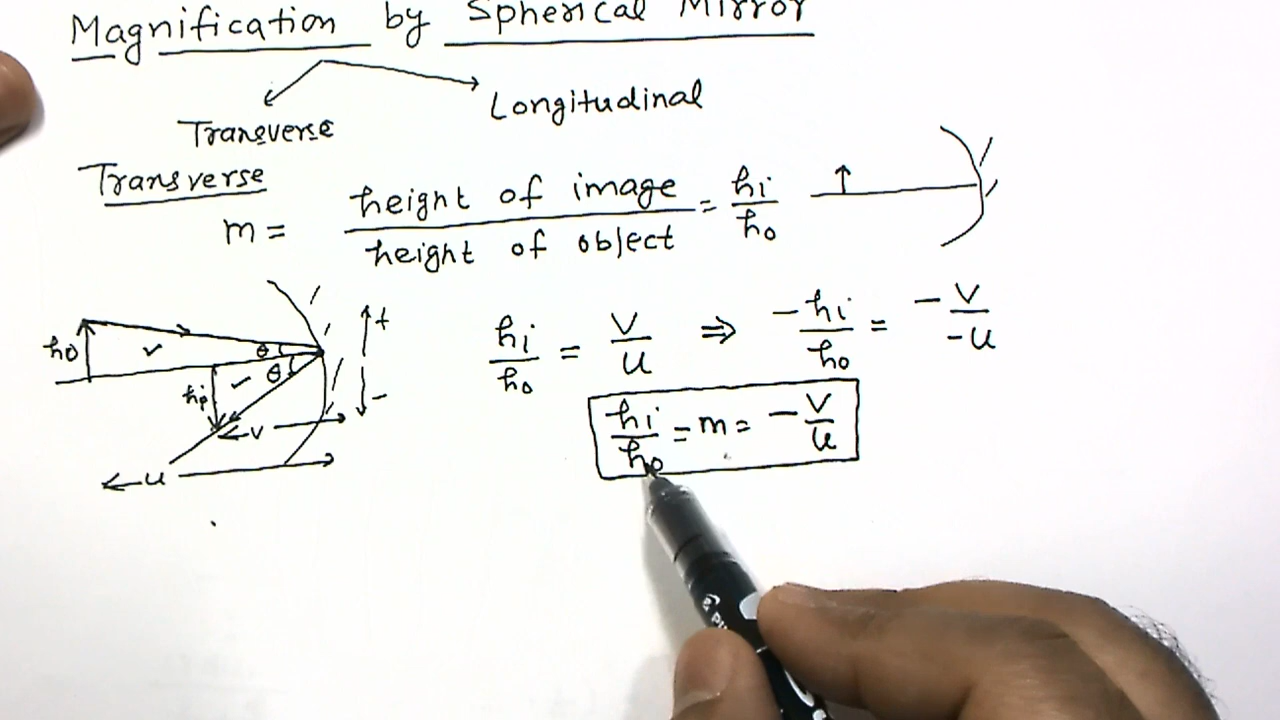 Magnification by Spherical Mirror
Transverse Longitudinal
Transverse
m = height of image / height of object = hi/ho
ho θ θ hi v u + -
hi/ho = v/u ⇒ -hi/ho = -v/-u
hi/ho = m = -v/u